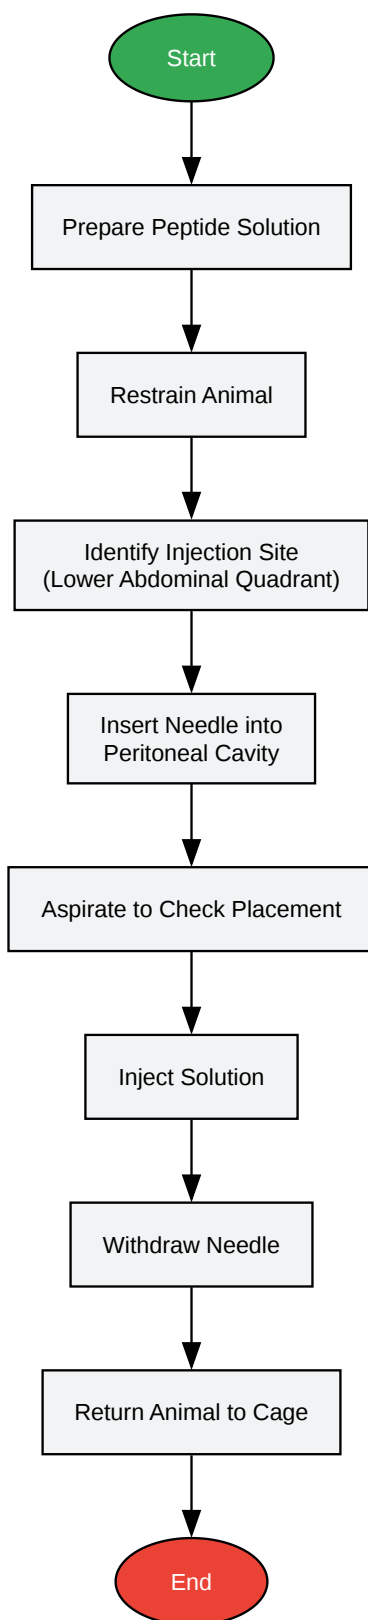 Start
Prepare Peptide Solution
Restrain Animal
Identify Injection Site
(Lower Abdominal Quadrant)
Insert Needle into
Peritoneal Cavity
Aspirate to Check Placement
Inject Solution
Withdraw Needle
Return Animal to Cage
End